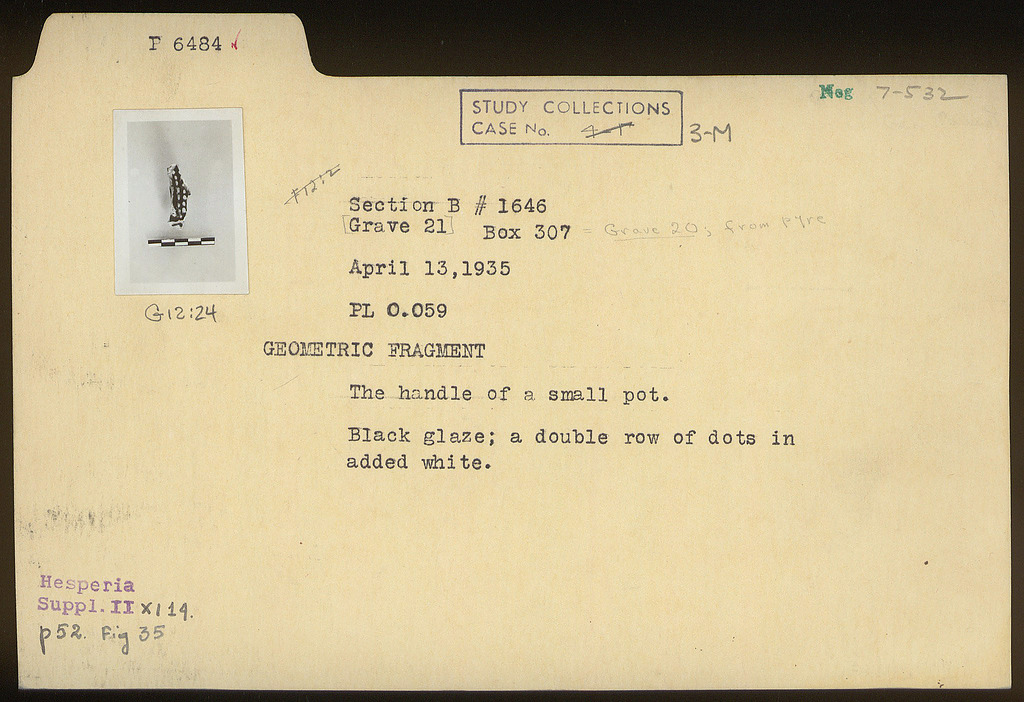 P 6484
Neg 7-532
STUDY COLLECTIONS
CASE No. 3-M
Section B # 1646
[Grave 21] Box 307 = Grave 20; from pyre
April 13,1935
PL 0.059
G12:24
GEOMETRIC FRAGMENT
The handle of a small pot.
Black glaze; a double row of dots in
added white.
Hesperia
Suppl. II XI 19.
p52. Fig 35